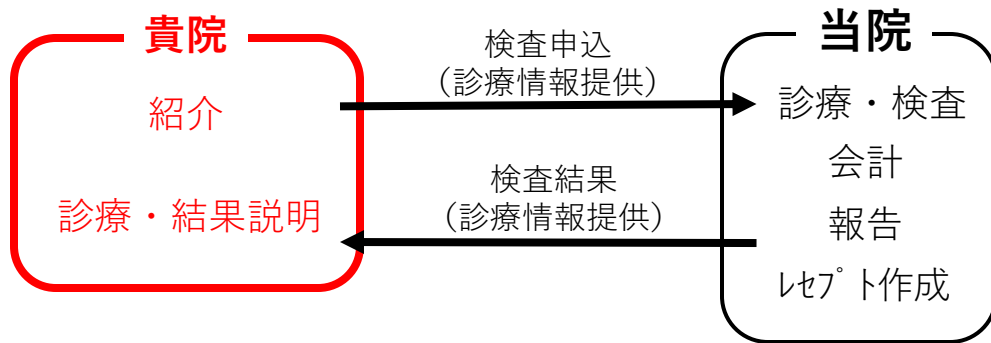 貴院
紹介
診療・結果説明
検査申込
(診療情報提供)
検査結果
(診療情報提供)
当院
診療・検査
会計
報告
ﾚｾﾌﾟﾄ作成